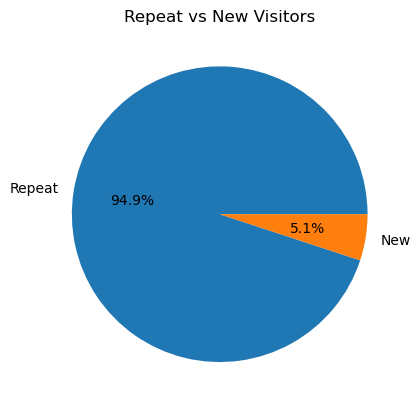 Repeat vs New Visitors
Repeat
94.9%
5.1%
New